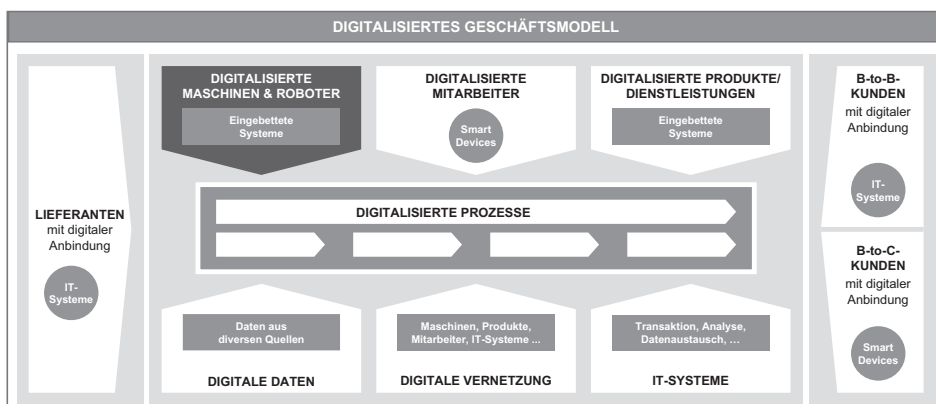 DIGITALISIERTES GESCHÄFTSMODELL
LIEFERANTEN
mit digitaler
Anbindung
IT-
Systeme
DIGITALISIERTE
MASCHINEN & ROBOTER
Eingebettete
Systeme
DIGITALISIERTE
MITARBEITER
Smart
Devices
DIGITALISIERTE PRODUKTE/
DIENSTLEISTUNGEN
Eingebettete
Systeme
DIGITALISIERTE PROZESSE
Daten aus
diversen Quellen
DIGITALE DATEN
Maschinen, Produkte,
Mitarbeiter, IT-Systeme ...
DIGITALE VERNETZUNG
Transaktion, Analyse,
Datenaustausch, …
IT-SYSTEME
B-to-B-
KUNDEN
mit digitaler
Anbindung
IT-
Systeme
B-to-C-
KUNDEN
mit digitaler
Anbindung
Smart
Devices